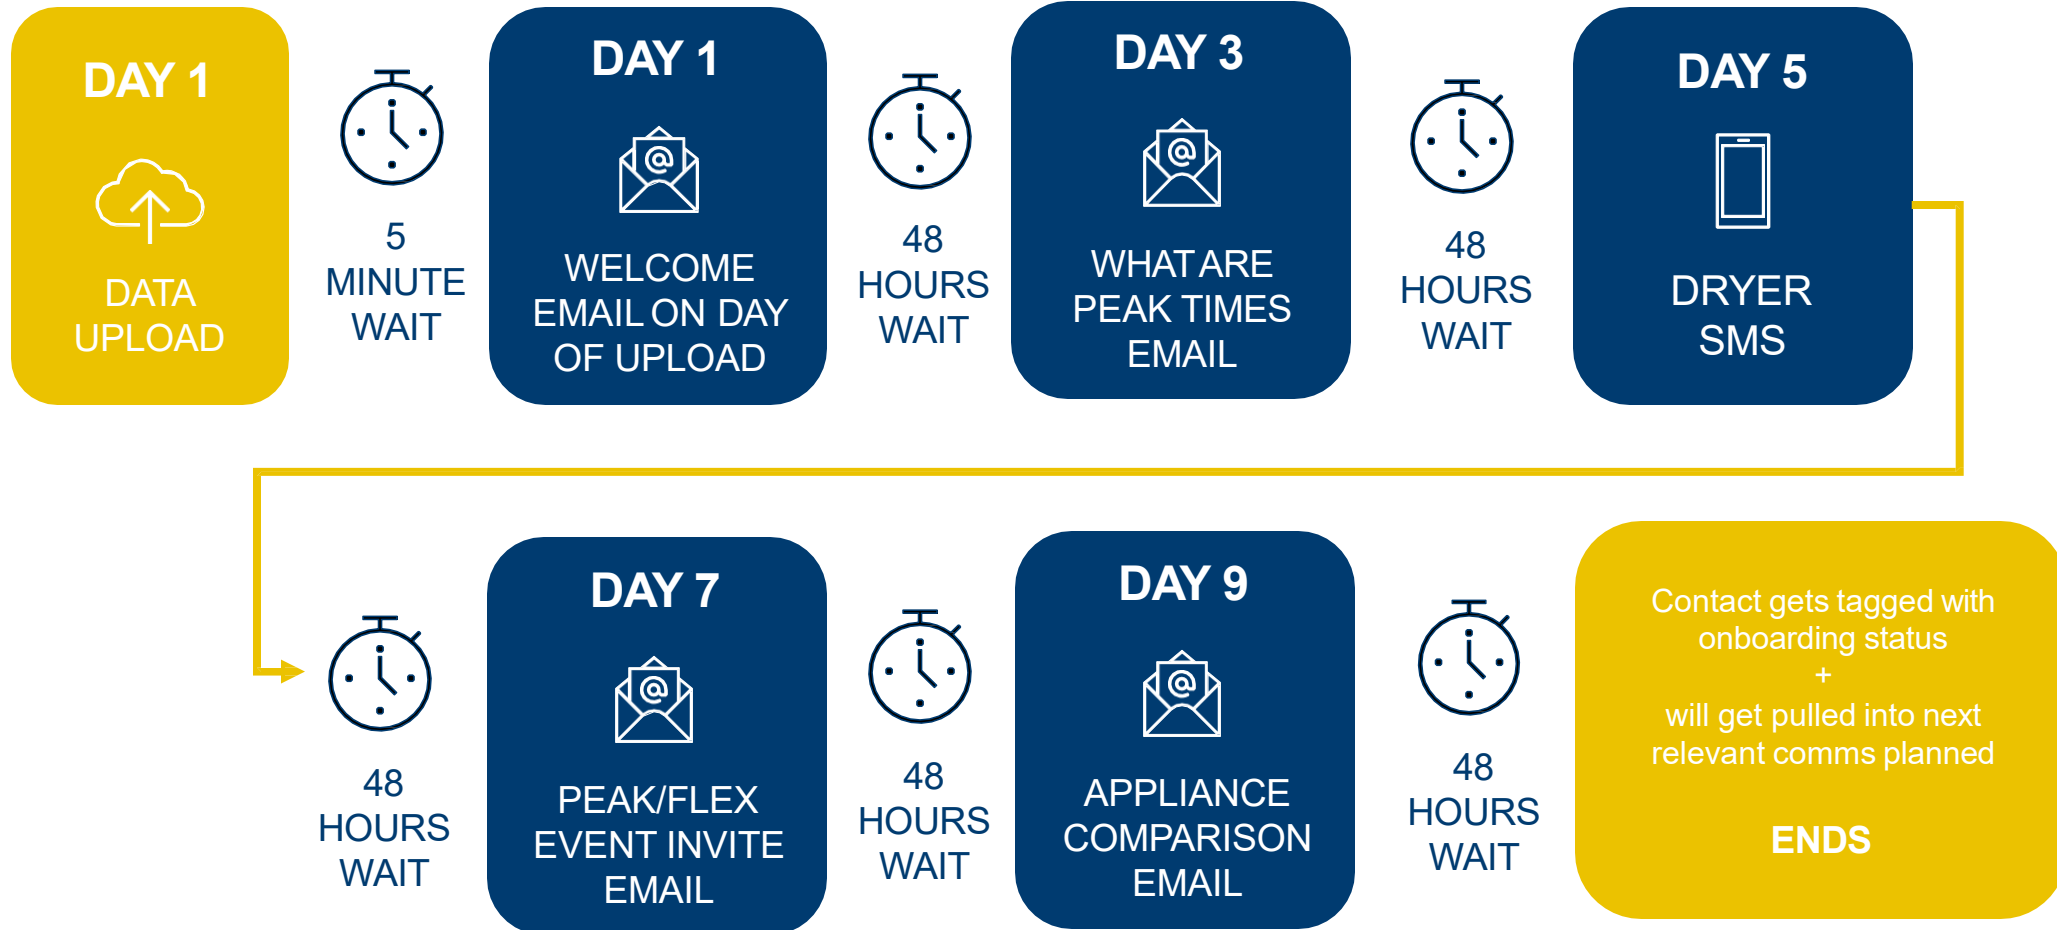 DAY 1
DATA
UPLOAD
5
MINUTE
WAIT
DAY 1
WELCOME
EMAIL ON DAY
OF UPLOAD
48
HOURS
WAIT
DAY 3
WHAT ARE
PEAK TIMES
EMAIL
48
HOURS
WAIT
DAY 5
DRYER
SMS
48
HOURS
WAIT
DAY 7
PEAK/FLEX
EVENT INVITE
EMAIL
48
HOURS
WAIT
DAY 9
APPLIANCE
COMPARISON
EMAIL
48
HOURS
WAIT
Contact gets tagged with
onboarding status
+
will get pulled into next
relevant comms planned
ENDS